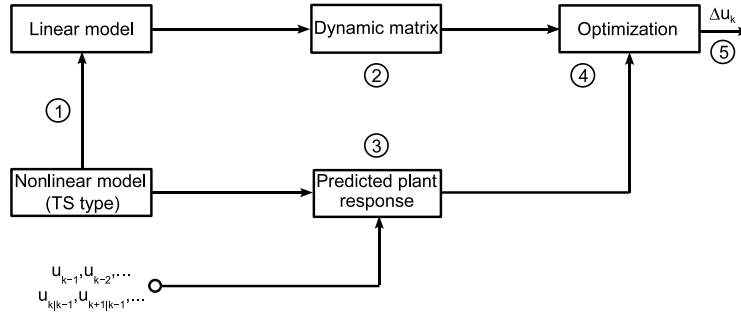 Linear model
Dynamic matrix
Optimization
Δu_k
⑤
①
②
④
③
Nonlinear model
(TS type)
Predicted plant
response
u_{k−1},u_{k−2},...
u_{k|k−1},u_{k+1|k−1},...